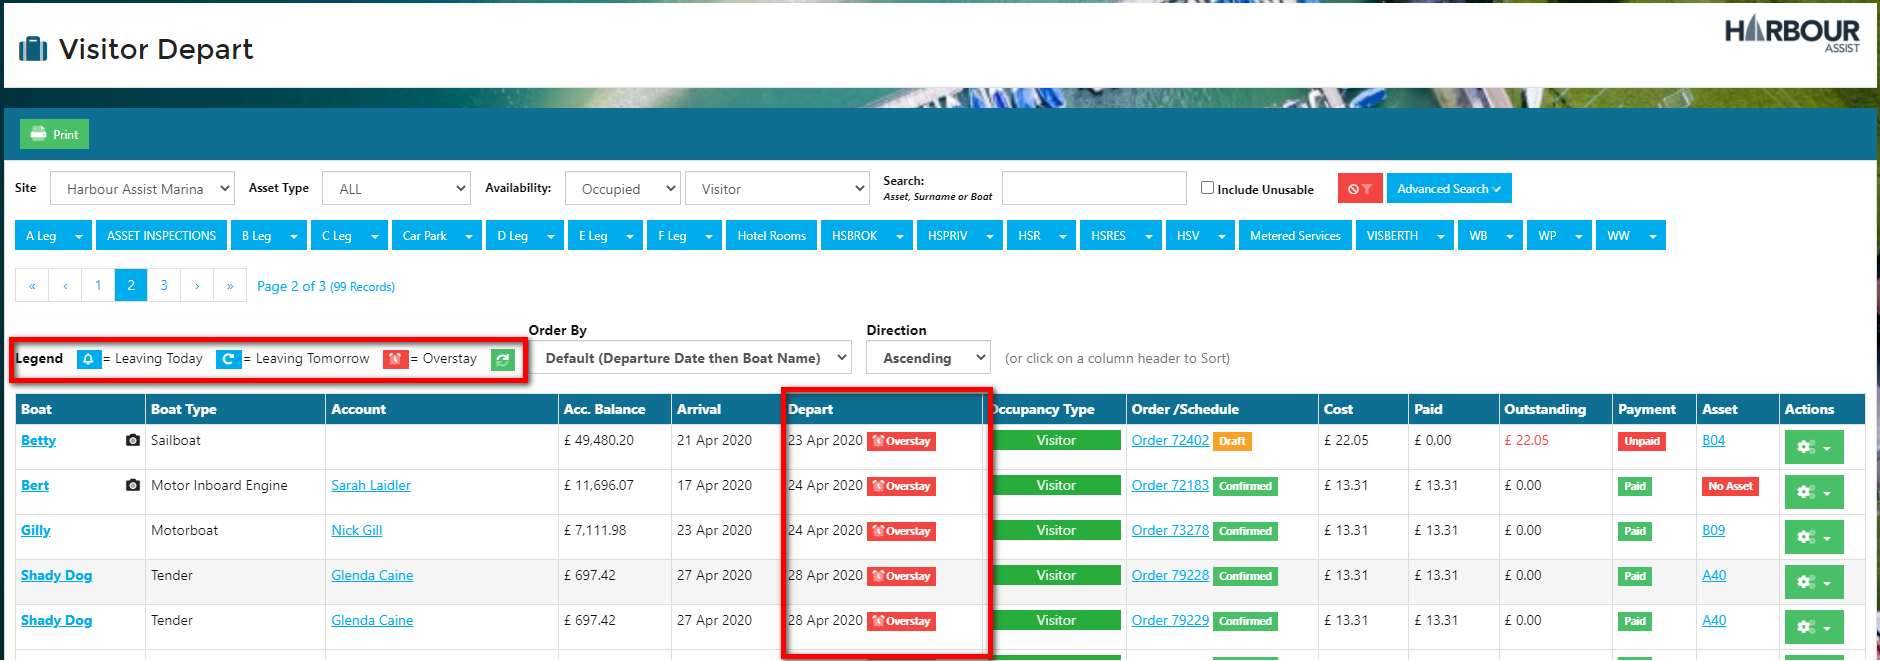 Visitor Depart
HARBOUR
ASSIST
Print
Site Harbour Assist Marina Asset Type ALL Availability: Occupied Visitor Search: Asset, Surname or Boat Include Unusable Advanced Search
A Leg ASSET INSPECTIONS B Leg C Leg Car Park D Leg E Leg F Leg Hotel Rooms HSBROK HSPRIV HSR HSRES HSV Metered Services VISBERTH WB WP WW
« ‹ 1 2 3 › » Page 2 of 3 (99 Records)
Order By Direction
Legend = Leaving Today = Leaving Tomorrow = Overstay Default (Departure Date then Boat Name) Ascending (or click on a column header to Sort)
Boat Boat Type Account Acc. Balance Arrival Depart Occupancy Type Order /Schedule Cost Paid Outstanding Payment Asset Actions
Betty Sailboat £ 49,480.20 21 Apr 2020 23 Apr 2020 Overstay Visitor Order 72402 Draft £ 22.05 £ 0.00 £ 22.05 Unpaid B04
Bert Motor Inboard Engine Sarah Laidler £ 11,696.07 17 Apr 2020 24 Apr 2020 Overstay Visitor Order 72183 Confirmed £ 13.31 £ 13.31 £ 0.00 Paid No Asset
Gilly Motorboat Nick Gill £ 7,111.98 23 Apr 2020 24 Apr 2020 Overstay Visitor Order 73278 Confirmed £ 13.31 £ 13.31 £ 0.00 Paid B09
Shady Dog Tender Glenda Caine £ 697.42 27 Apr 2020 28 Apr 2020 Overstay Visitor Order 79228 Confirmed £ 13.31 £ 13.31 £ 0.00 Paid A40
Shady Dog Tender Glenda Caine £ 697.42 27 Apr 2020 28 Apr 2020 Overstay Visitor Order 79229 Confirmed £ 13.31 £ 13.31 £ 0.00 Paid A40